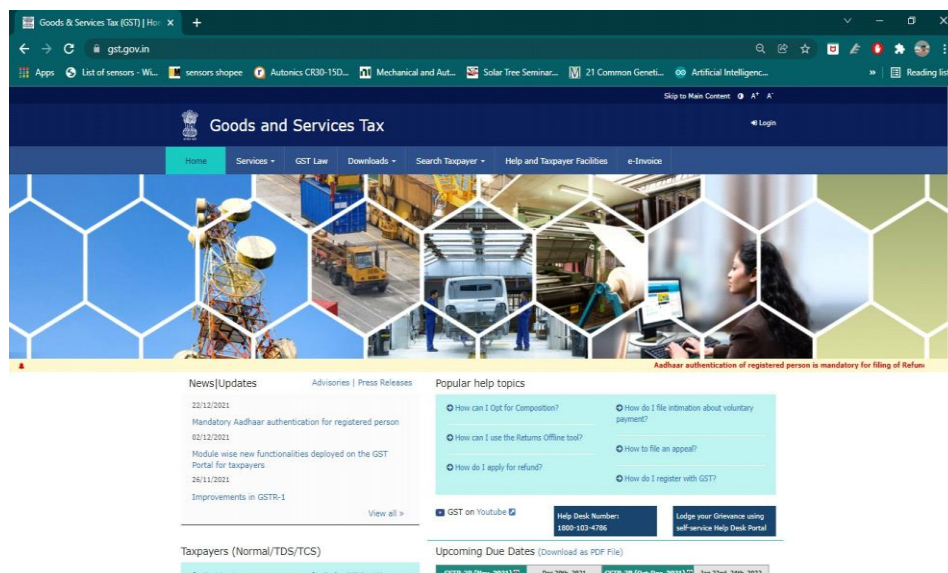 Goods & Services Tax (GST) | Ho
gst.gov.in
Apps List of sensors - Wi... sensors shopee Autonics CR30-15D... Mechanical and Aut... Solar Tree Seminar... 21 Common Geneti... Artificial Intelligenc... » Reading list
Skip to Main Content A+ A-
Goods and Services Tax
Login
Home Services GST Law Downloads Search Taxpayer Help and Taxpayer Facilities e-Invoice
Aadhaar authentication of registered person is mandatory for filing of Refun
News|Updates
Advisories | Press Releases
22/12/2021
Mandatory Aadhaar authentication for registered person
02/12/2021
Module wise new functionalities deployed on the GST
Portal for taxpayers
26/11/2021
Improvements in GSTR-1
View all »
Popular help topics
How can I Opt for Composition?
How can I use the Returns Offline tool?
How do I apply for refund?
How do I file intimation about voluntary
payment?
How to file an appeal?
How do I register with GST?
GST on Youtube
Help Desk Number:
1800-103-4786
Lodge your Grievance using
self-service Help Desk Portal
Taxpayers (Normal/TDS/TCS)
Upcoming Due Dates (Download as PDF File)